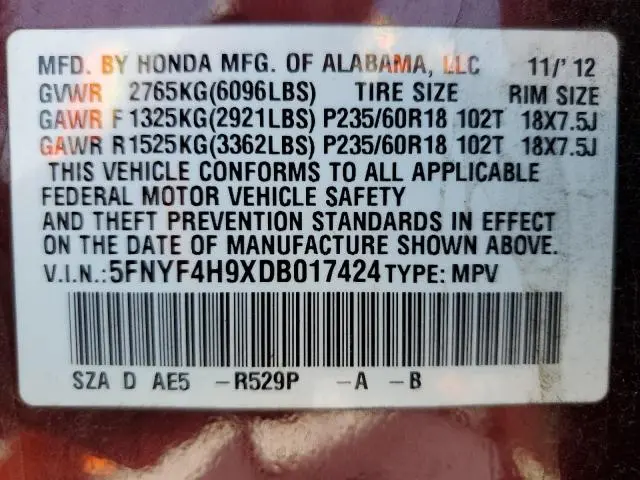 MFD. BY HONDA MFG. OF ALABAMA, LLC 11/'12
GVWR 2765KG(6096LBS) TIRE SIZE RIM SIZE
GAWR F 1325KG(2921LBS) P235/60R18 102T 18X7.5J
GAWR R 1525KG(3362LBS) P235/60R18 102T 18X7.5J
THIS VEHICLE CONFORMS TO ALL APPLICABLE
FEDERAL MOTOR VEHICLE SAFETY
AND THEFT PREVENTION STANDARDS IN EFFECT
ON THE DATE OF MANUFACTURE SHOWN ABOVE.
V.I.N.:5FNYF4H9XDB017424 TYPE: MPV
SZA D AE5 -R529P -A -B